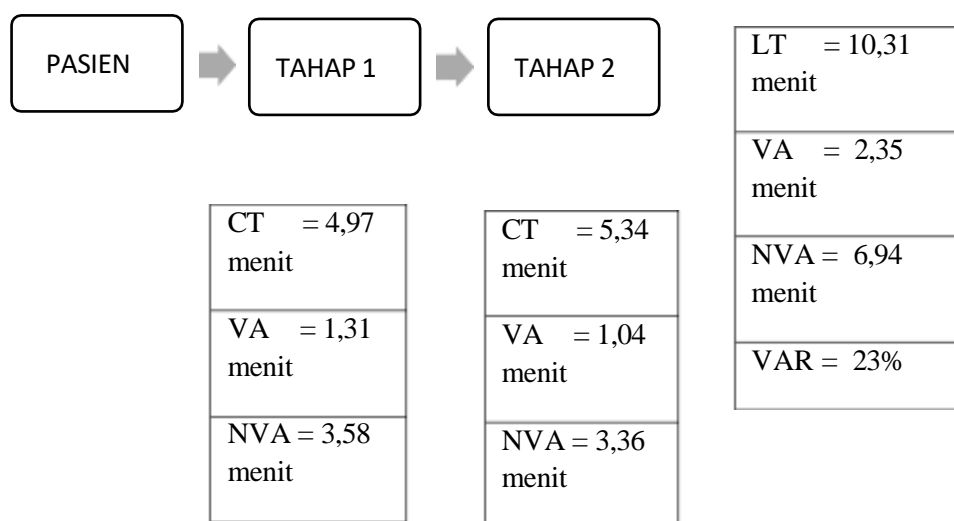 PASIEN
TAHAP 1
TAHAP 2
CT = 4,97
menit
VA = 1,31
menit
NVA = 3,58
menit
CT = 5,34
menit
VA = 1,04
menit
NVA = 3,36
menit
LT = 10,31
menit
VA = 2,35
menit
NVA = 6,94
menit
VAR = 23%